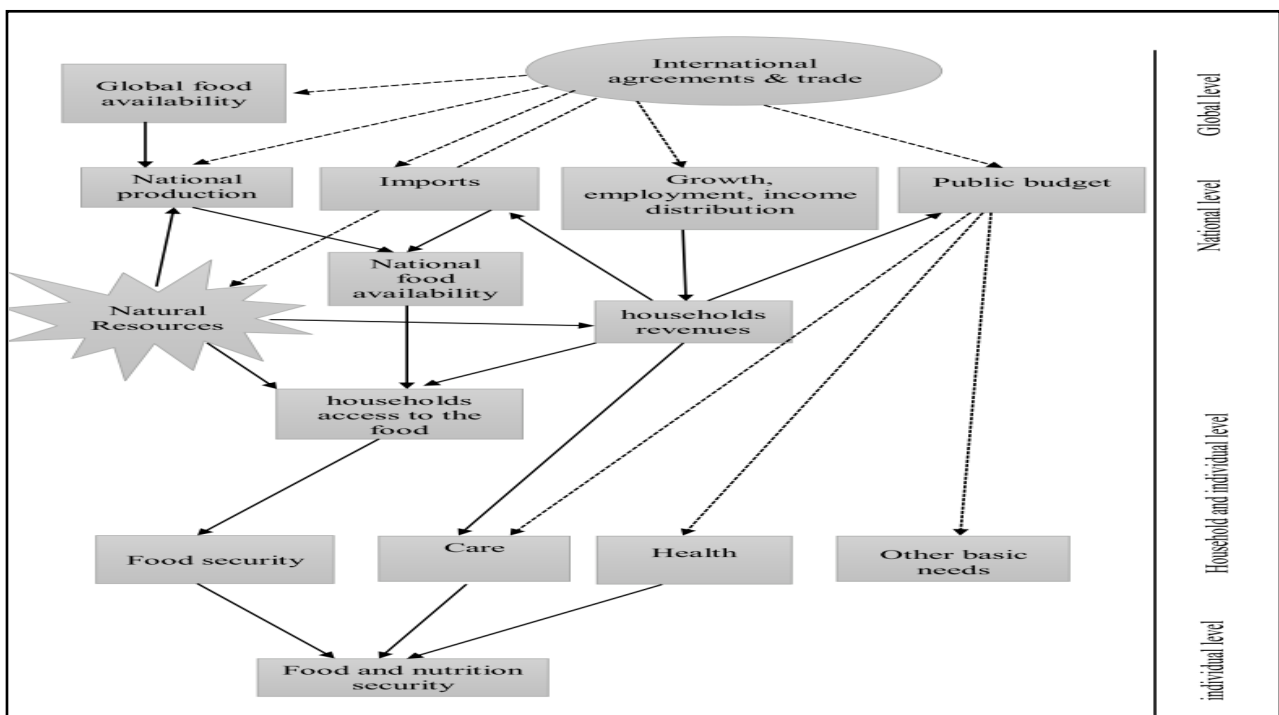 International
agreements & trade
Global food
availability
Global level
National
production
Imports
Growth,
employment, income
distribution
Public budget
National level
National
food
availability
Natural
Resources
households
revenues
households
access to the
food
Household and individual level
Food security
Care
Health
Other basic
needs
Food and nutrition
security
individual level